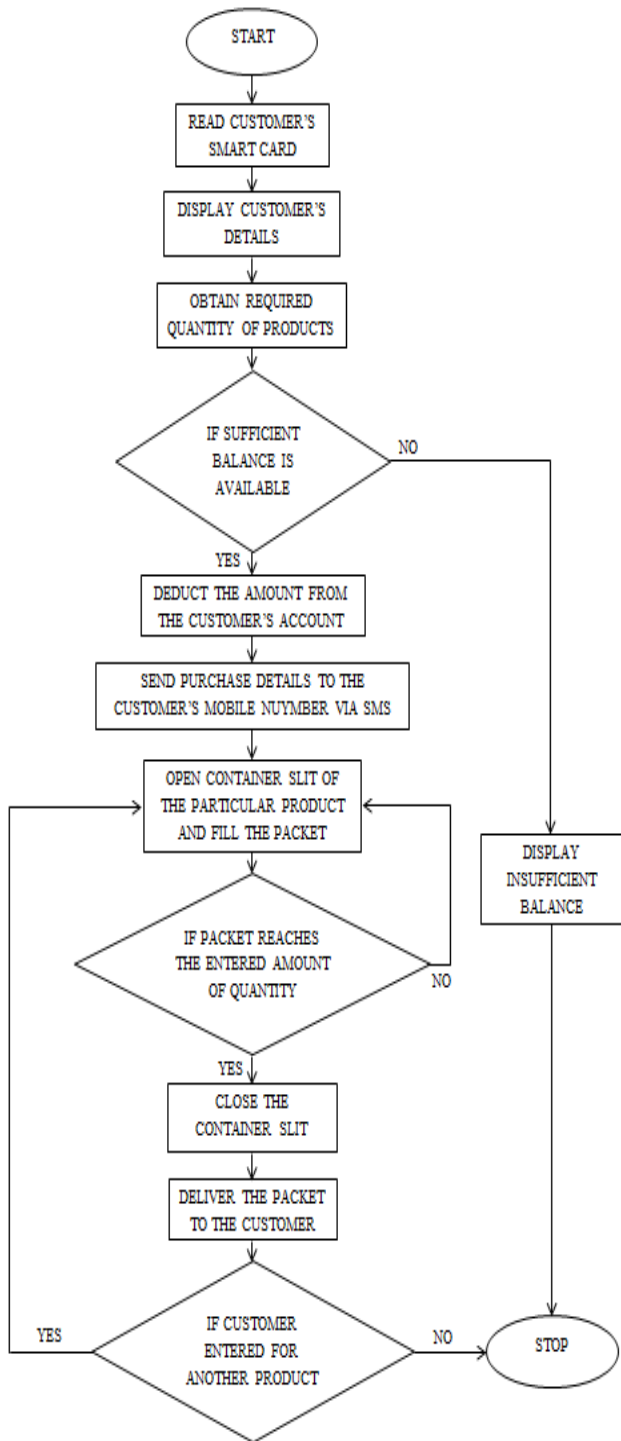 START
READ CUSTOMER'S
SMART CARD
DISPLAY CUSTOMER'S
DETAILS
OBTAIN REQUIRED
QUANTITY OF PRODUCTS
IF SUFFICIENT
BALANCE IS
AVAILABLE
NO
YES
DEDUCT THE AMOUNT FROM
THE CUSTOMER'S ACCOUNT
SEND PURCHASE DETAILS TO THE
CUSTOMER'S MOBILE NUYMBER VIA SMS
OPEN CONTAINER SLIT OF
THE PARTICULAR PRODUCT
AND FILL THE PACKET
DISPLAY
INSUFFICIENT
BALANCE
IF PACKET REACHES
THE ENTERED AMOUNT
OF QUANTITY
NO
YES
CLOSE THE
CONTAINER SLIT
DELIVER THE PACKET
TO THE CUSTOMER
IF CUSTOMER
ENTERED FOR
ANOTHER PRODUCT
YES
NO
STOP